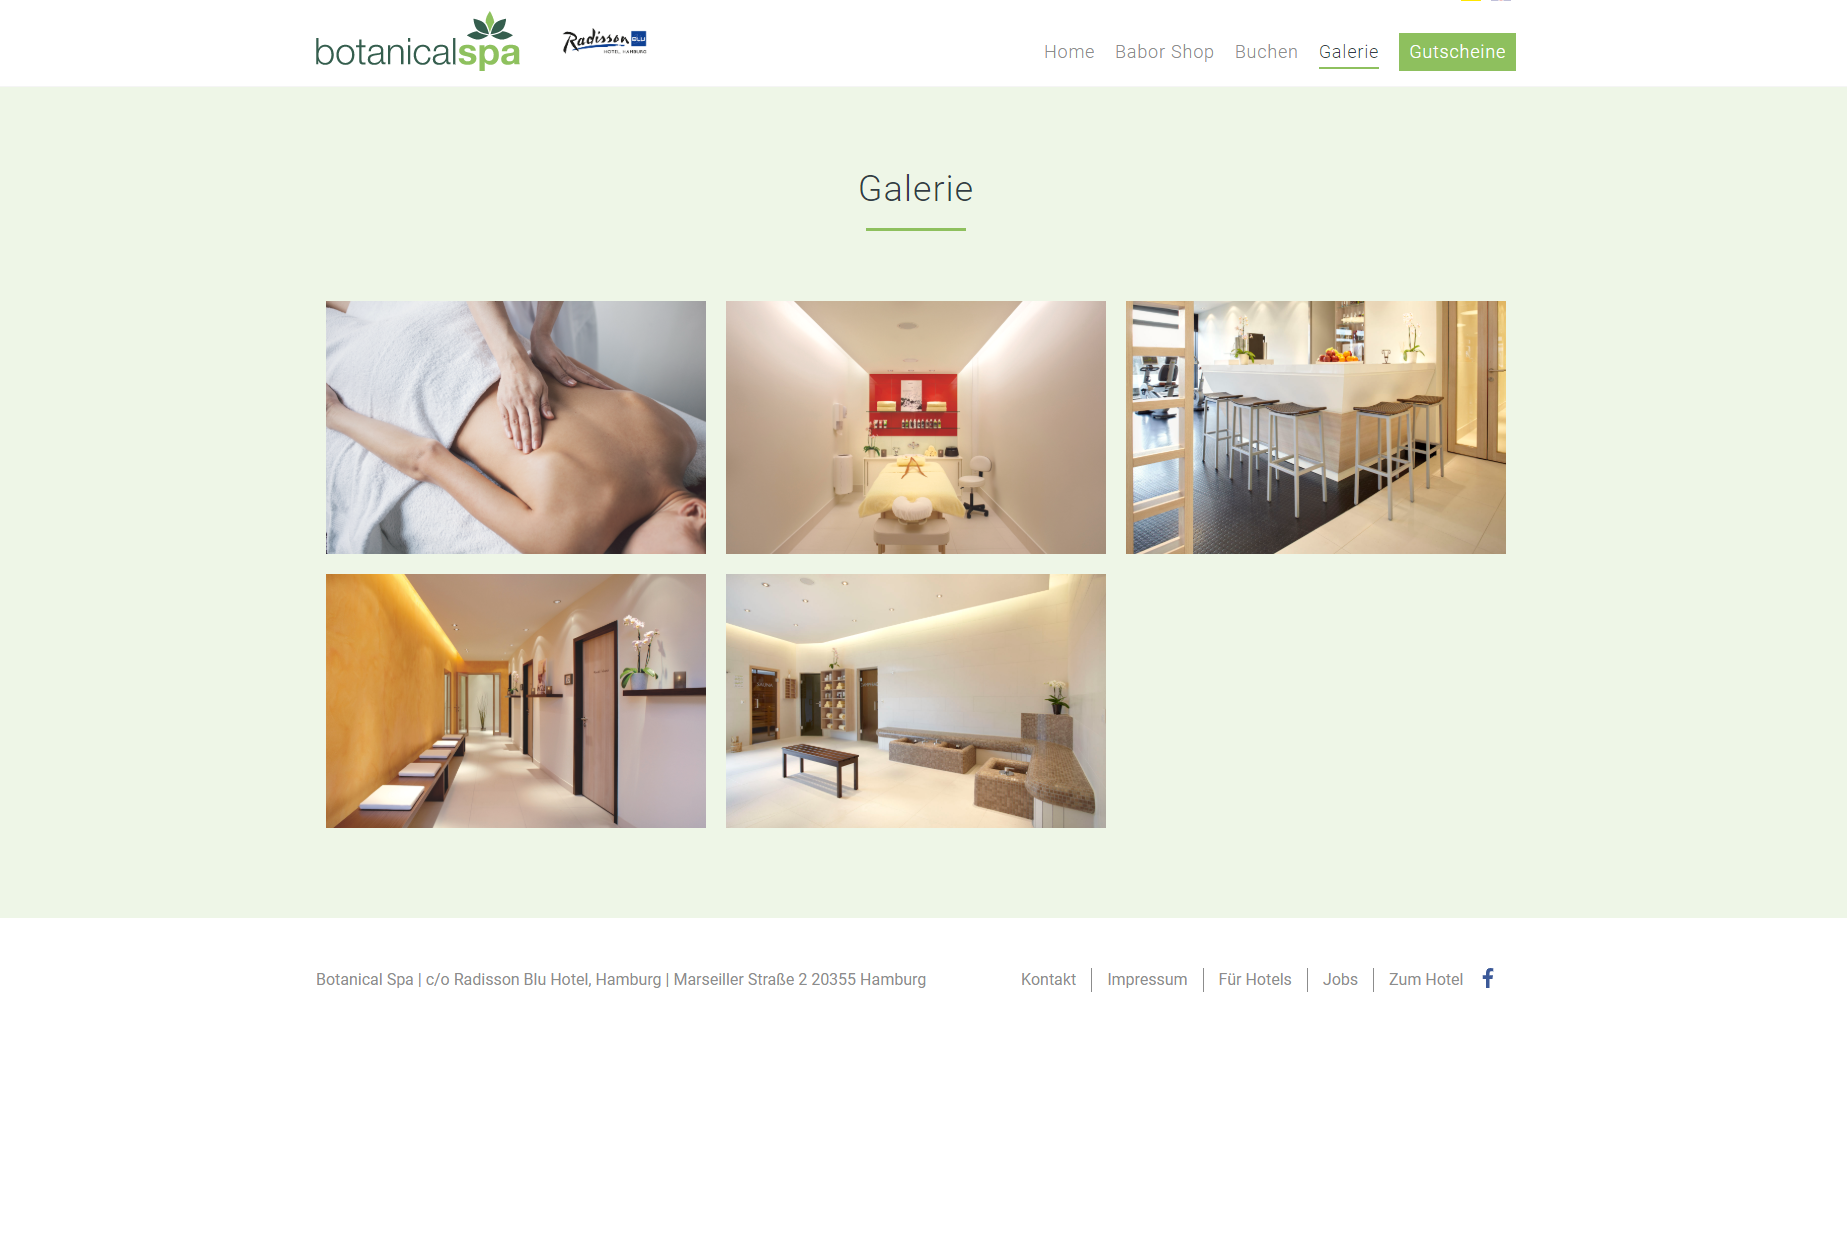 botanicalspa
Radisson BLU
HOTEL, HAMBURG
Home Babor Shop Buchen Galerie Gutscheine
Galerie
Botanical Spa | c/o Radisson Blu Hotel, Hamburg | Marseiller Straße 2 20355 Hamburg
Kontakt Impressum Für Hotels Jobs Zum Hotel